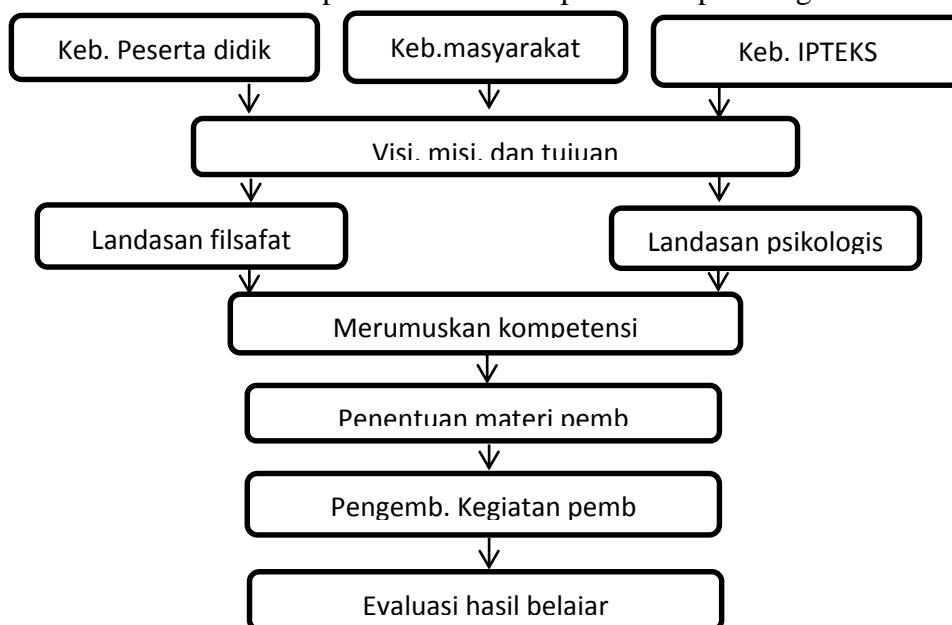 Keb. Peserta didik
Keb.masyarakat
Keb. IPTEKS
Visi, misi, dan tujuan
Landasan filsafat
Landasan psikologis
Merumuskan kompetensi
Penentuan materi pemb
Pengemb. Kegiatan pemb
Evaluasi hasil belajar